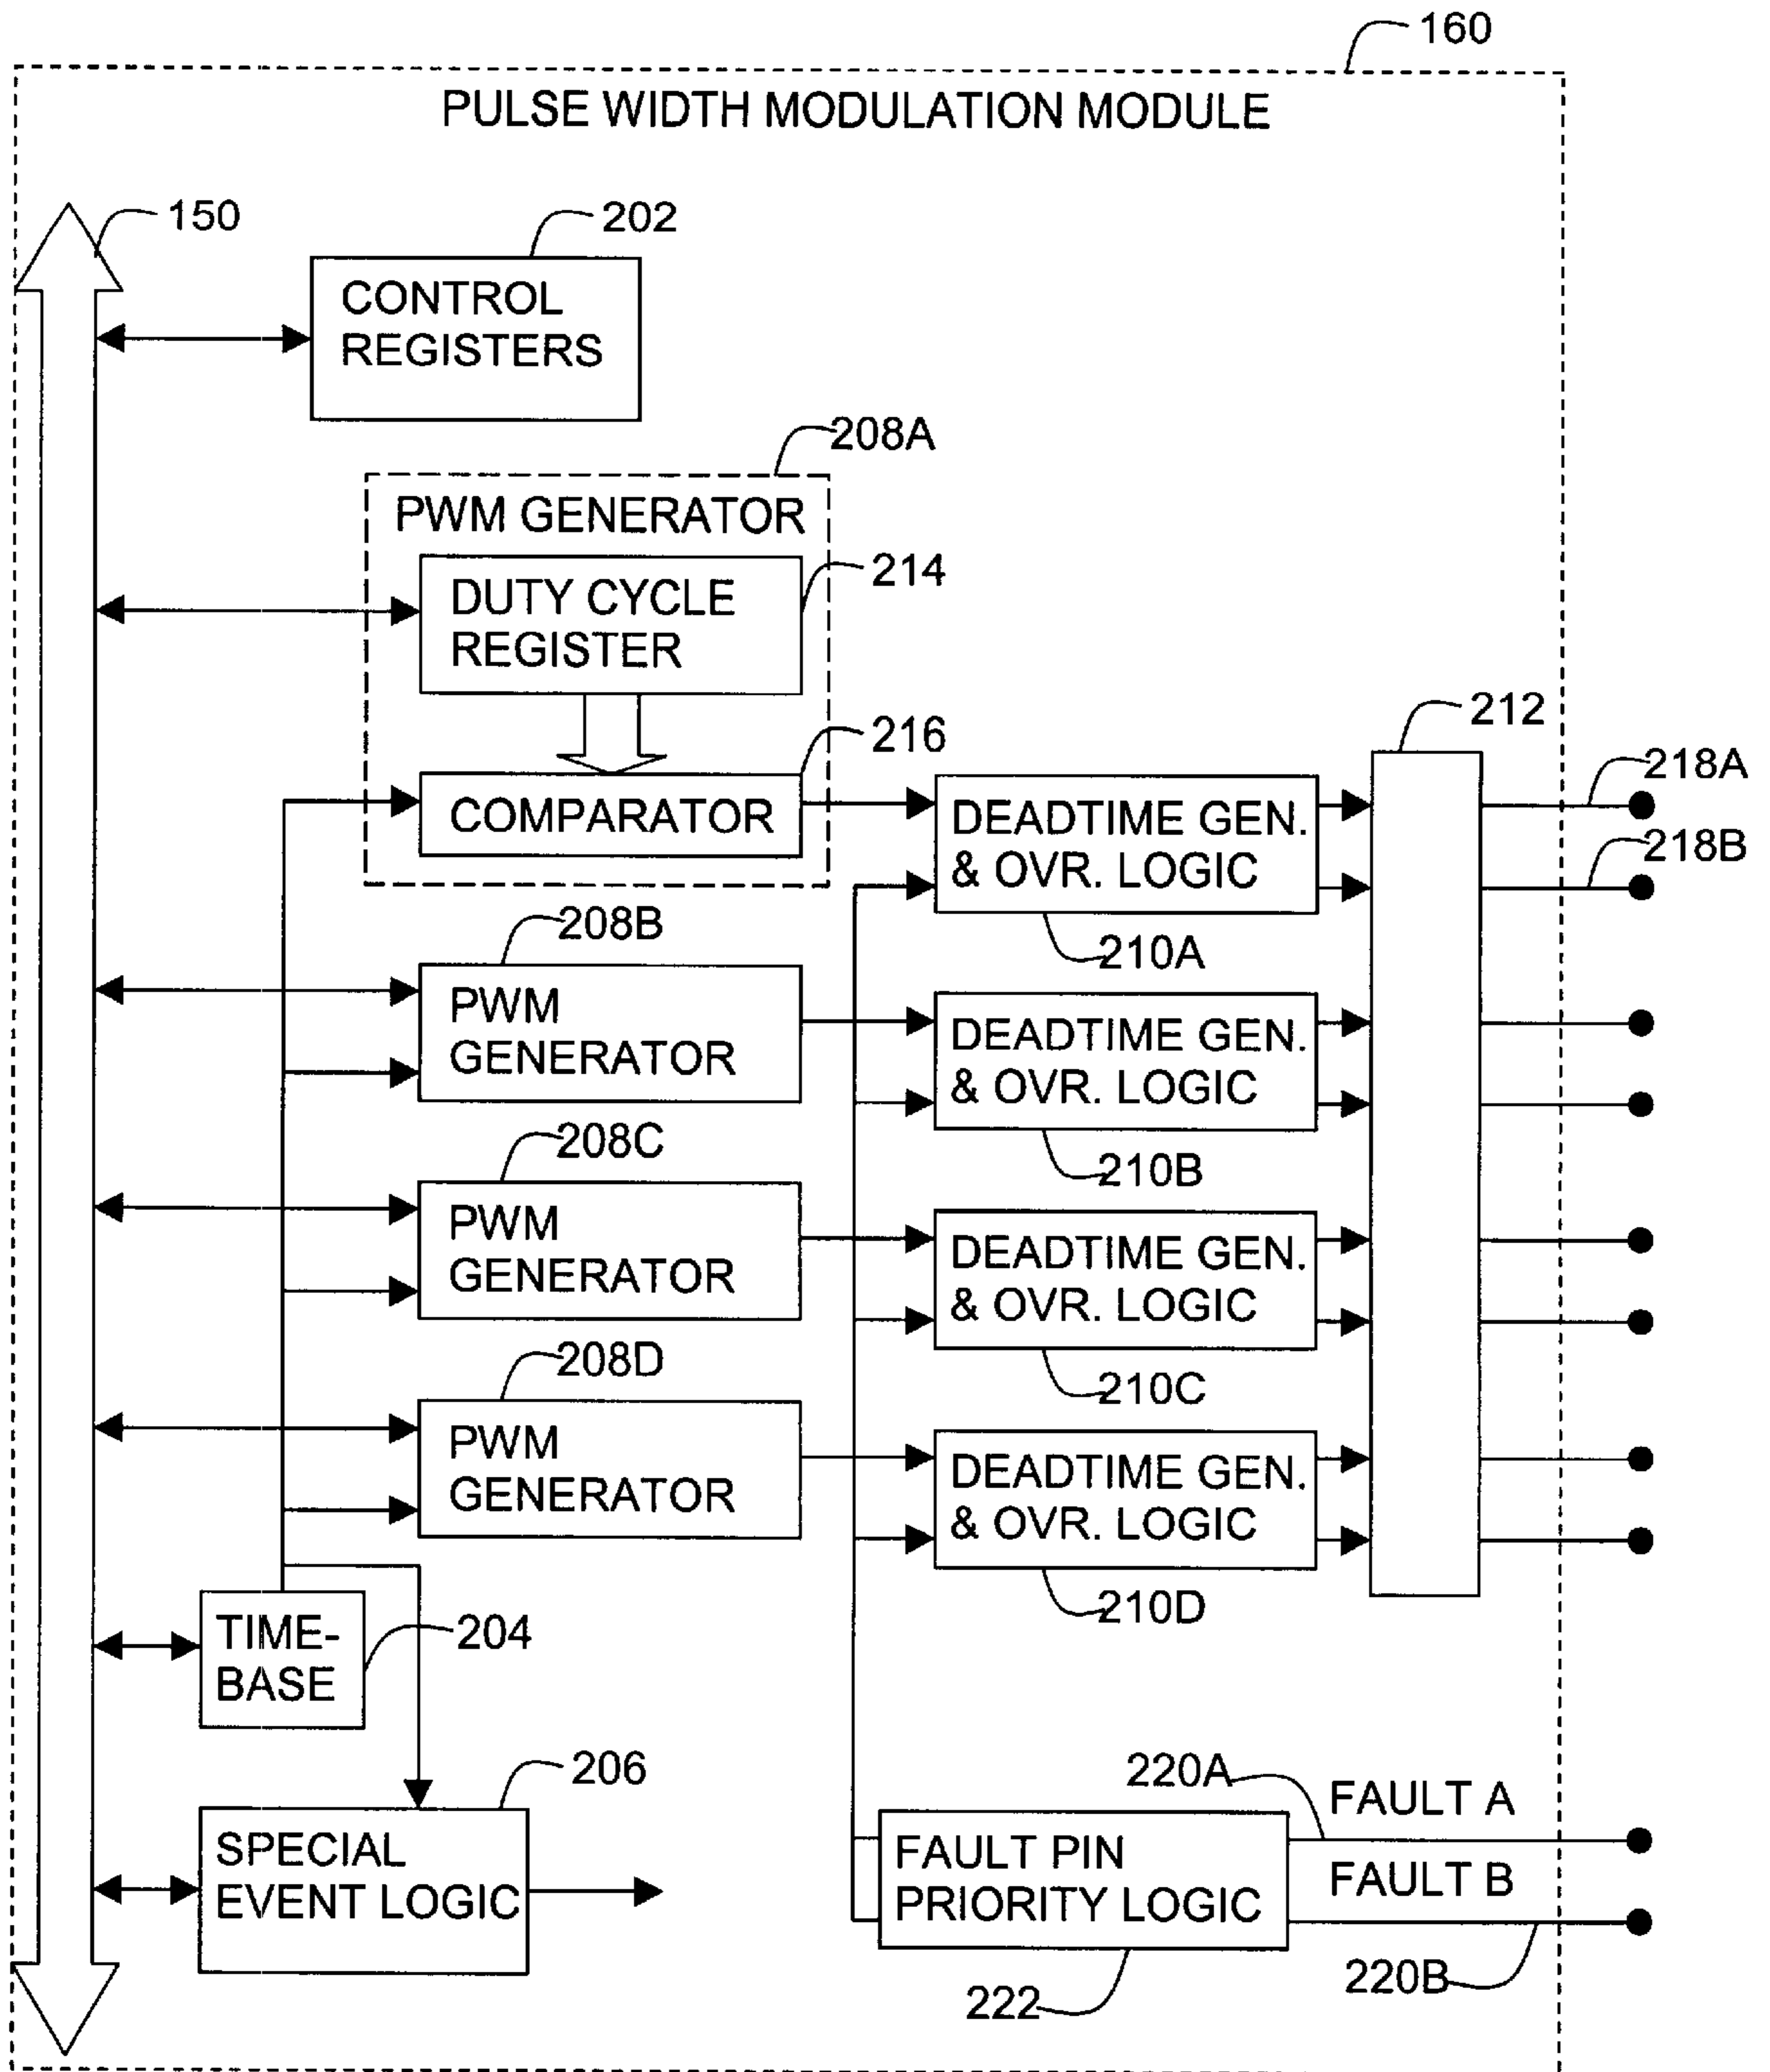 160
PULSE WIDTH MODULATION MODULE
150
202
CONTROL
REGISTERS
208A
PWM GENERATOR
214
DUTY CYCLE
REGISTER
216
COMPARATOR
212
218A
218B
DEADTIME GEN.
& OVR. LOGIC
210A
208B
PWM
GENERATOR
DEADTIME GEN.
& OVR. LOGIC
210B
208C
PWM
GENERATOR
DEADTIME GEN.
& OVR. LOGIC
210C
208D
PWM
GENERATOR
DEADTIME GEN.
& OVR. LOGIC
210D
TIME-
BASE
204
206
SPECIAL
EVENT LOGIC
220A
FAULT A
FAULT PIN
PRIORITY LOGIC
FAULT B
220B
222